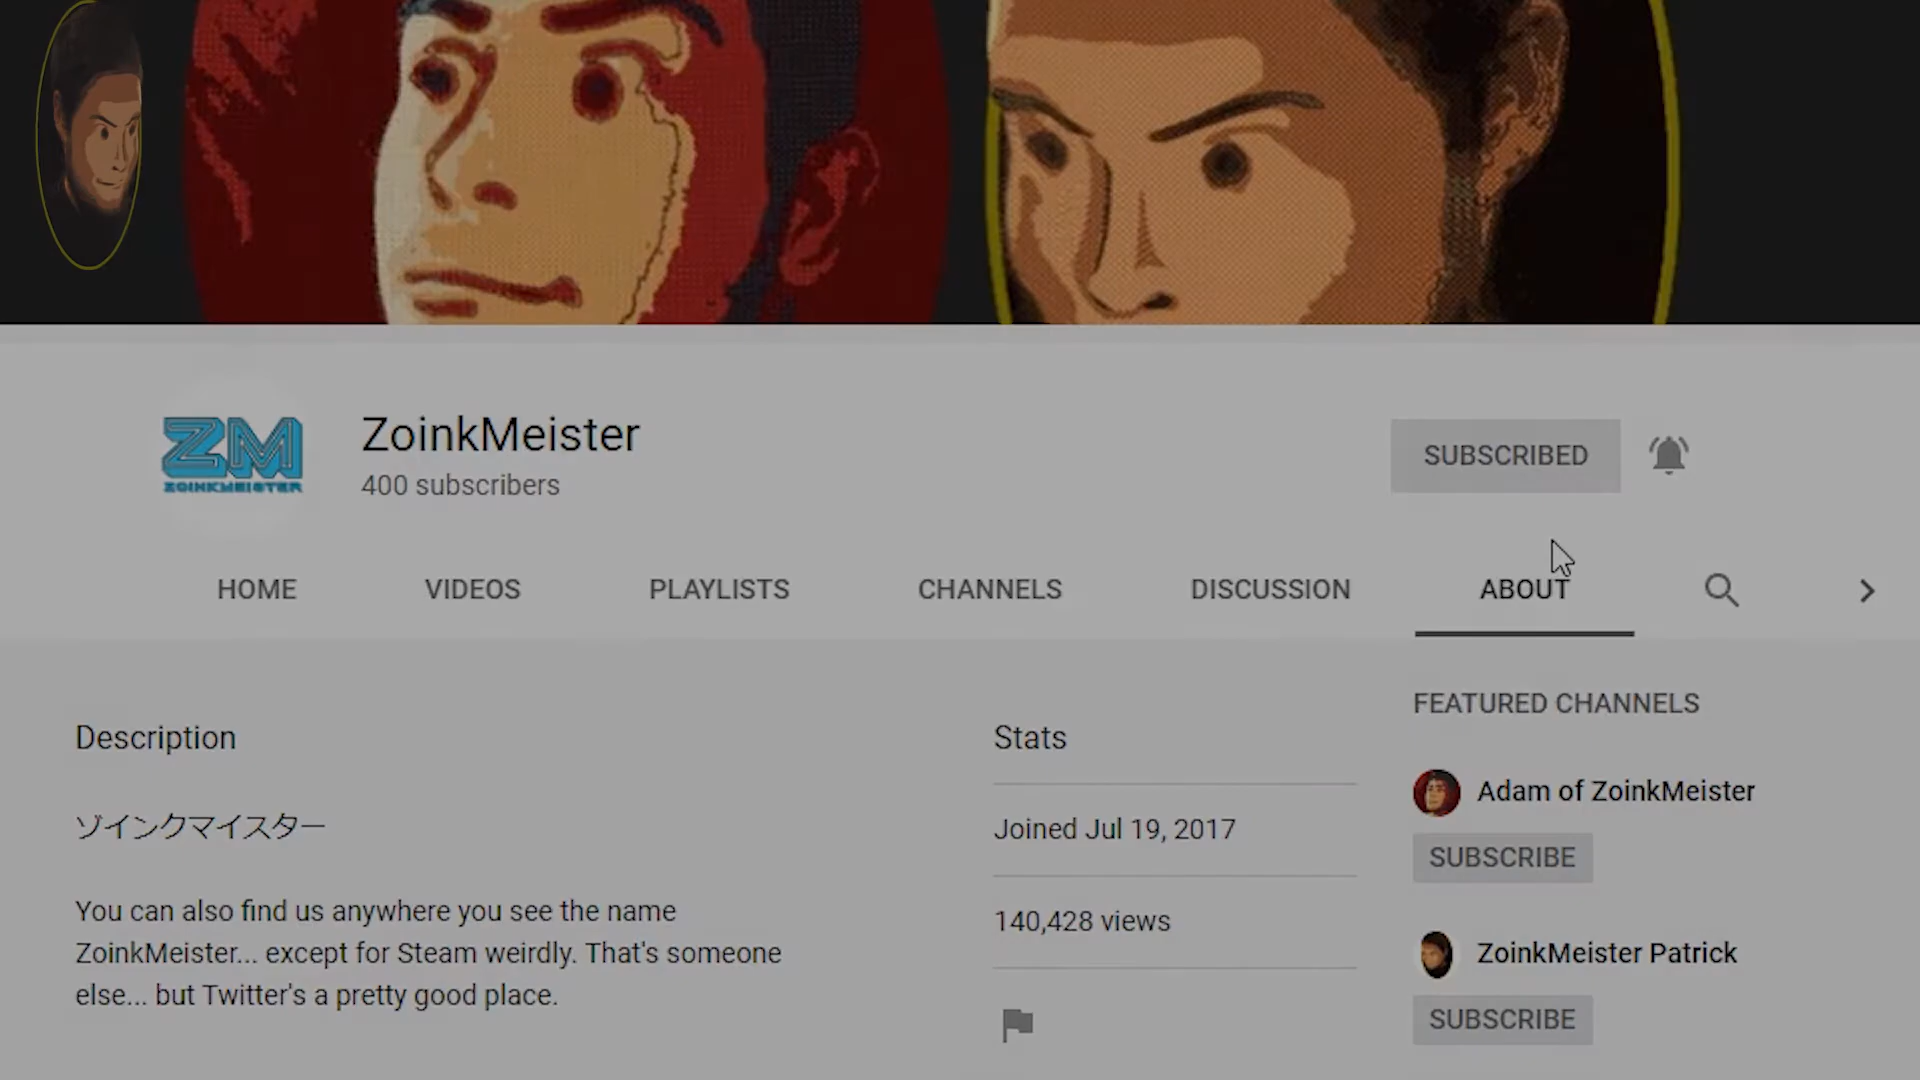 ZM
ZOINKMEISTER
ZoinkMeister
400 subscribers
SUBSCRIBED
HOME
VIDEOS
PLAYLISTS
CHANNELS
DISCUSSION
ABOUT
Description
ゾインクマイスター
You can also find us anywhere you see the name
ZoinkMeister... except for Steam weirdly. That's someone
else... but Twitter's a pretty good place.
Stats
Joined Jul 19, 2017
140,428 views
FEATURED CHANNELS
Adam of ZoinkMeister
SUBSCRIBE
ZoinkMeister Patrick
SUBSCRIBE